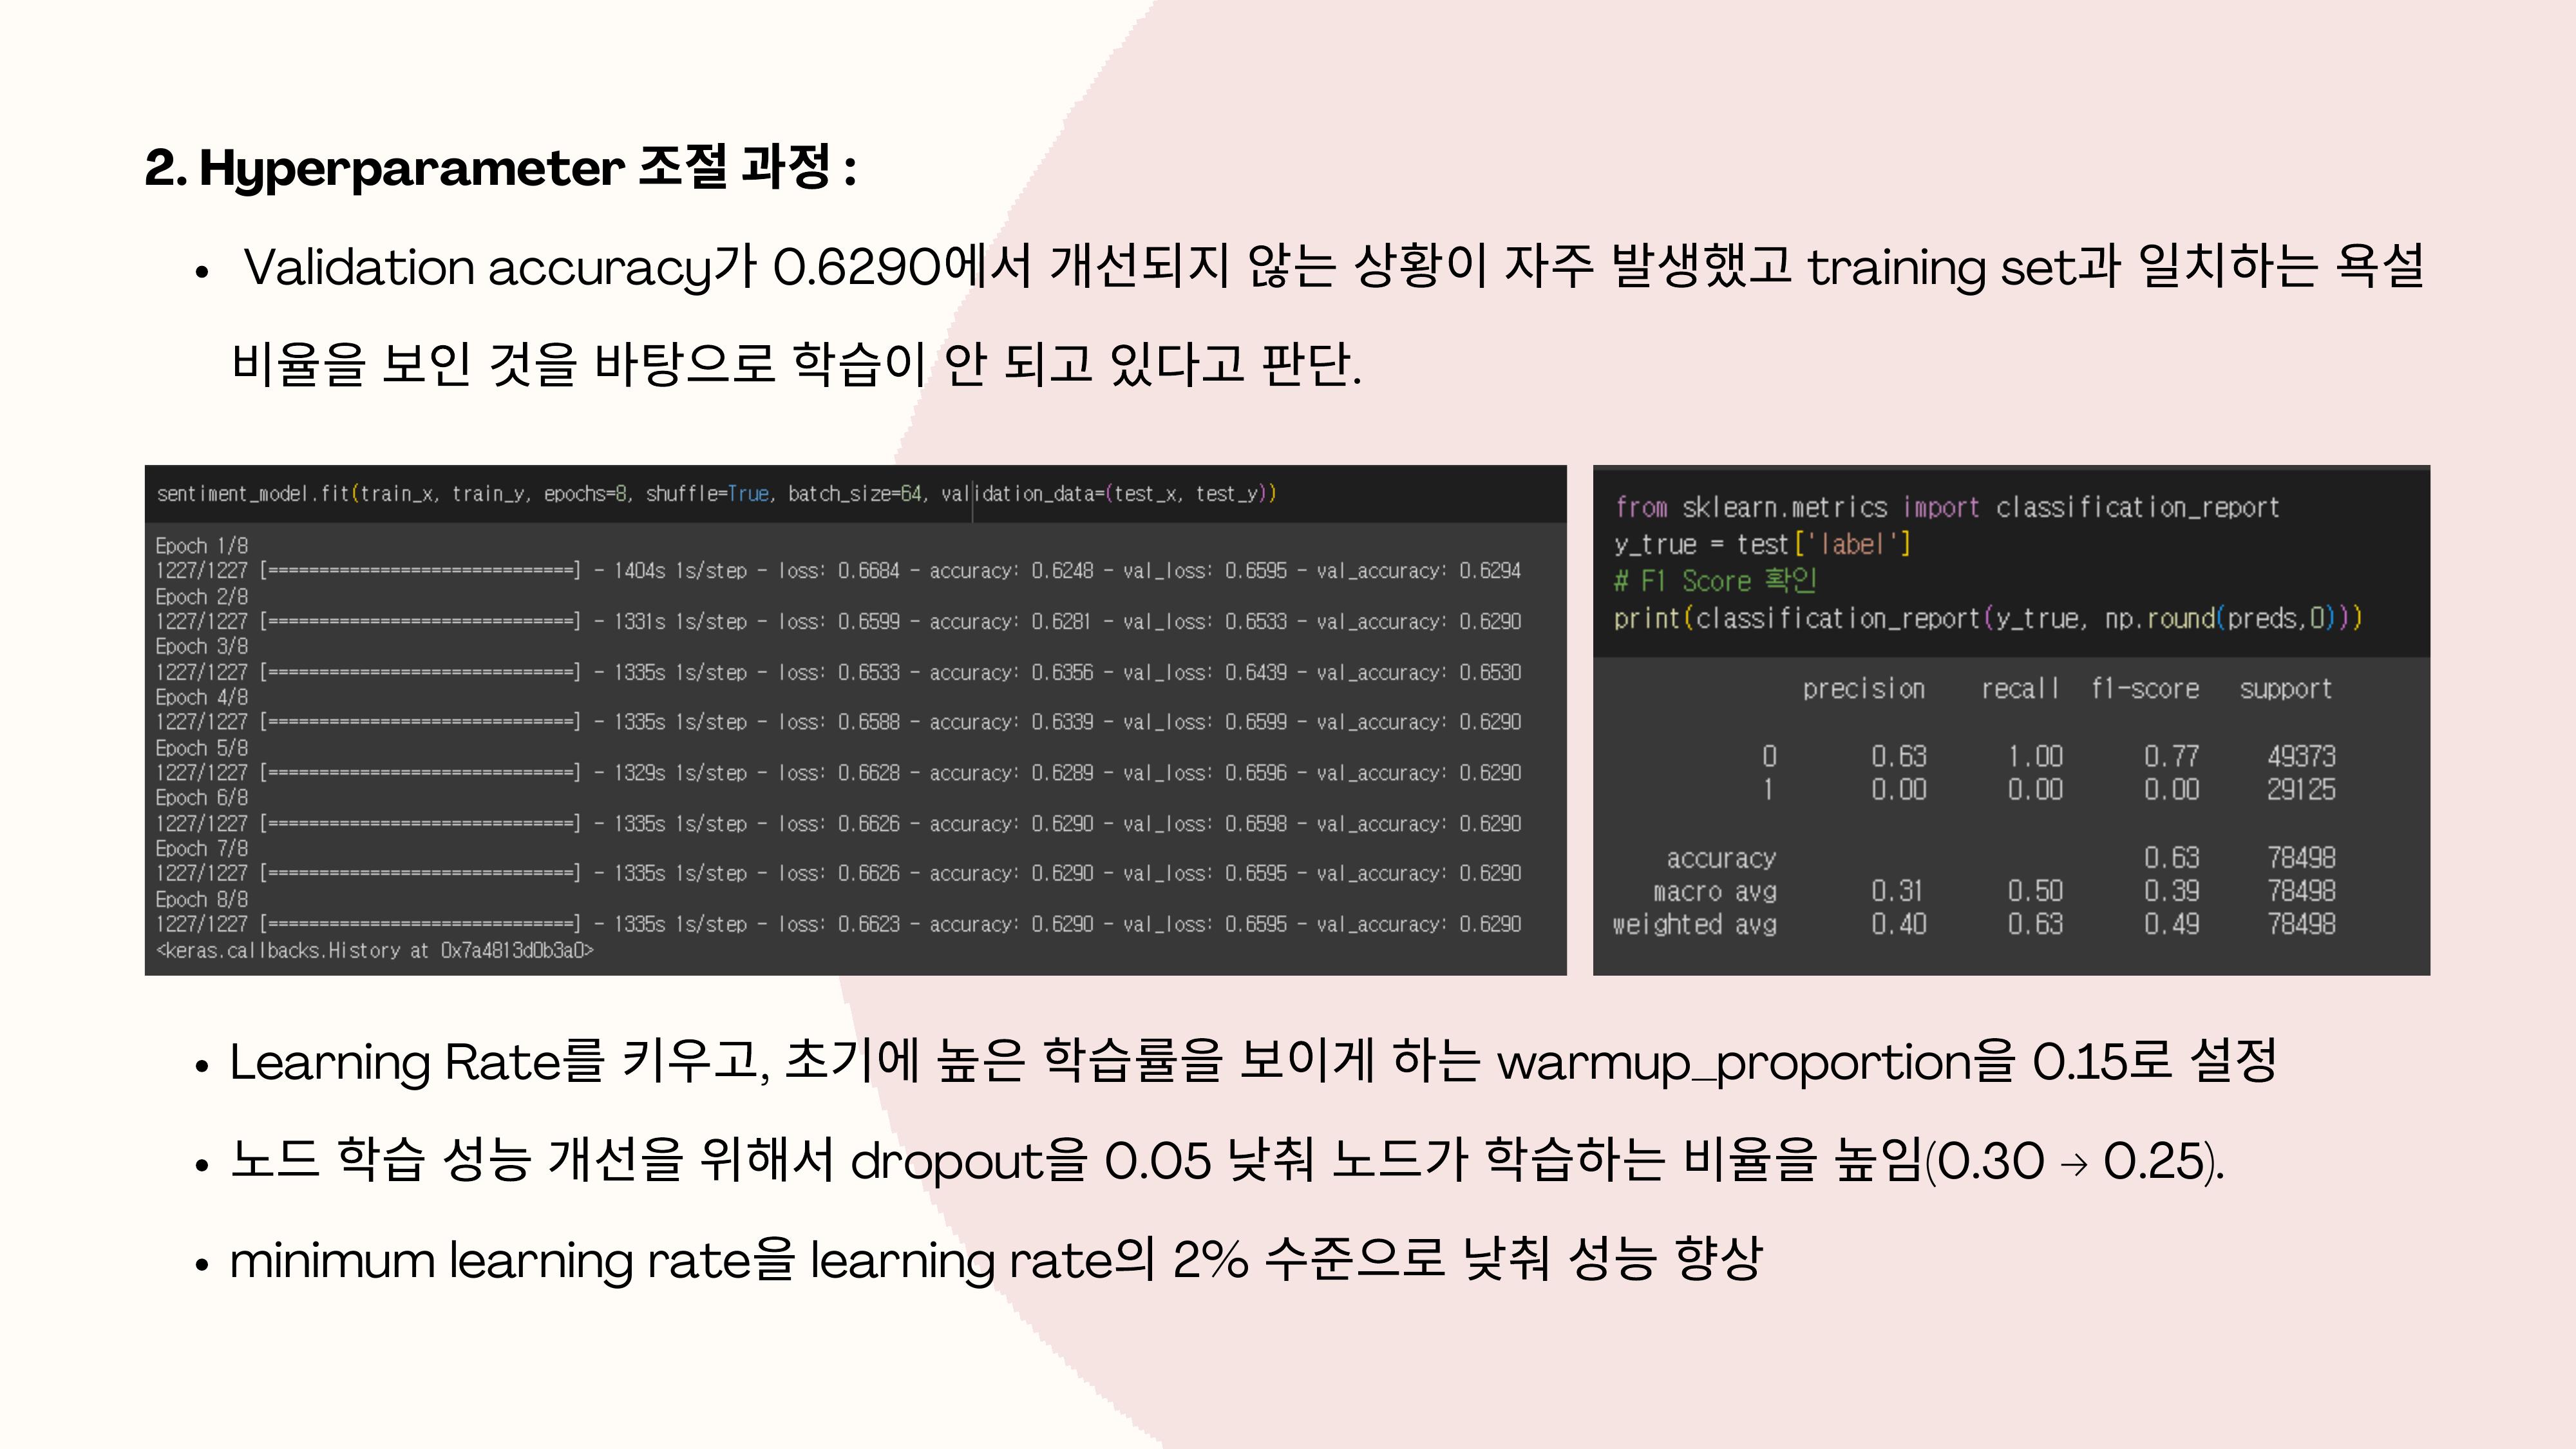 2. Hyperparameter 조절 과정 :
• Validation accuracy가 0.6290에서 개선되지 않는 상황이 자주 발생했고 training set과 일치하는 욕설
비율을 보인 것을 바탕으로 학습이 안 되고 있다고 판단.
sentiment_model.fit(train_x, train_y, epochs=8, shuffle=True, batch_size=64, validation_data=(test_x, test_y))
Epoch 1/8
1227/1227 [==============================] - 1404s 1s/step - loss: 0.6684 - accuracy: 0.6248 - val_loss: 0.6595 - val_accuracy: 0.6294
Epoch 2/8
1227/1227 [==============================] - 1331s 1s/step - loss: 0.6599 - accuracy: 0.6281 - val_loss: 0.6533 - val_accuracy: 0.6290
Epoch 3/8
1227/1227 [==============================] - 1335s 1s/step - loss: 0.6533 - accuracy: 0.6356 - val_loss: 0.6439 - val_accuracy: 0.6530
Epoch 4/8
1227/1227 [==============================] - 1335s 1s/step - loss: 0.6588 - accuracy: 0.6339 - val_loss: 0.6599 - val_accuracy: 0.6290
Epoch 5/8
1227/1227 [==============================] - 1329s 1s/step - loss: 0.6628 - accuracy: 0.6289 - val_loss: 0.6596 - val_accuracy: 0.6290
Epoch 6/8
1227/1227 [==============================] - 1335s 1s/step - loss: 0.6626 - accuracy: 0.6290 - val_loss: 0.6598 - val_accuracy: 0.6290
Epoch 7/8
1227/1227 [==============================] - 1335s 1s/step - loss: 0.6626 - accuracy: 0.6290 - val_loss: 0.6595 - val_accuracy: 0.6290
Epoch 8/8
1227/1227 [==============================] - 1335s 1s/step - loss: 0.6623 - accuracy: 0.6290 - val_loss: 0.6595 - val_accuracy: 0.6290
<keras.callbacks.History at 0x7a4813d0b3a0>
from sklearn.metrics import classification_report
y_true = test['label']
# F1 Score 확인
print(classification_report(y_true, np.round(preds,0)))
precision recall f1-score support
0 0.63 1.00 0.77 49373
1 0.00 0.00 0.00 29125
accuracy 0.63 78498
macro avg 0.31 0.50 0.39 78498
weighted avg 0.40 0.63 0.49 78498
• Learning Rate를 키우고, 초기에 높은 학습률을 보이게 하는 warmup_proportion을 0.15로 설정
• 노드 학습 성능 개선을 위해서 dropout을 0.05 낮춰 노드가 학습하는 비율을 높임(0.30 → 0.25).
• minimum learning rate을 learning rate의 2% 수준으로 낮춰 성능 향상